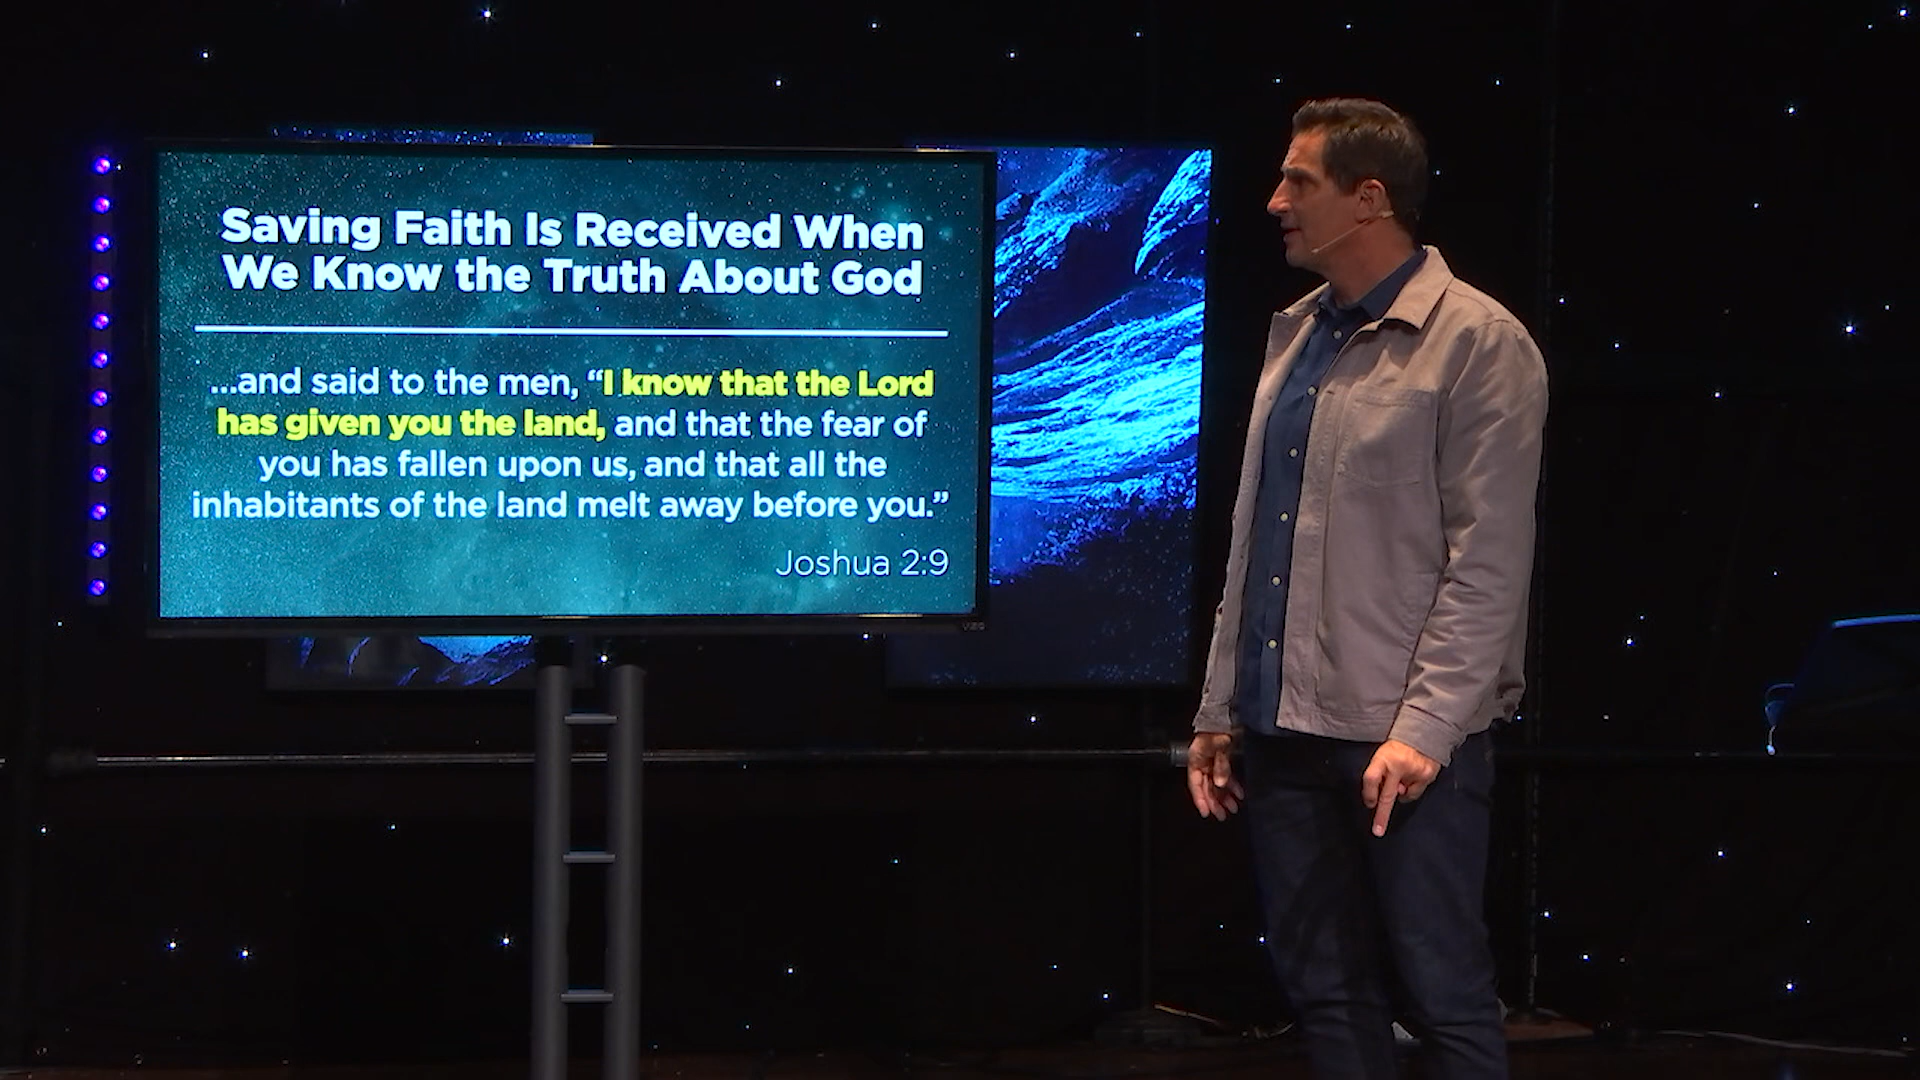 Saving Faith Is Received When
We Know the Truth About God
...and said to the men, “I know that the Lord
has given you the land, and that the fear of
you has fallen upon us, and that all the
inhabitants of the land melt away before you.”
Joshua 2:9
VIZIO